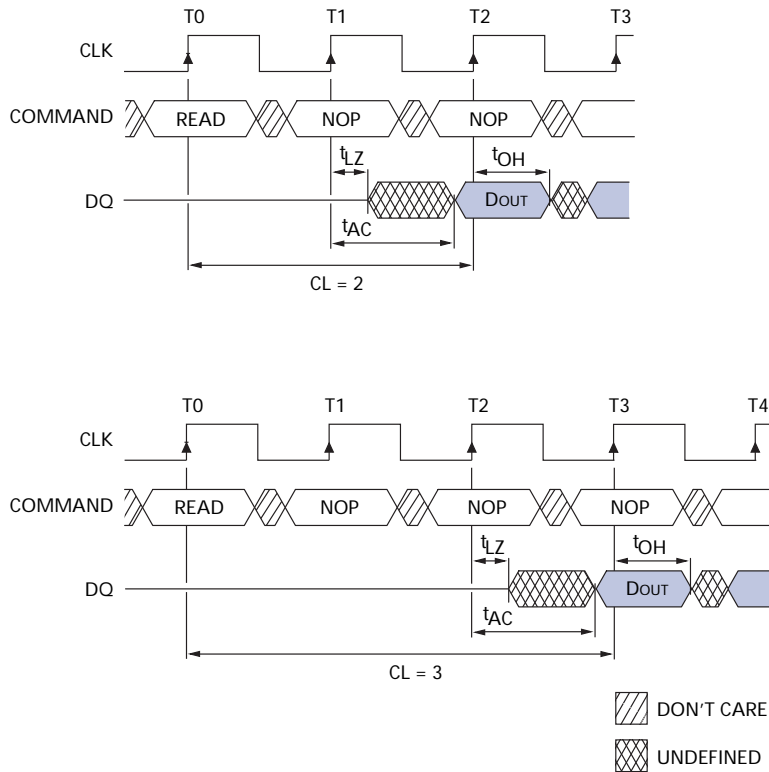 T0 T1 T2 T3
CLK
COMMAND READ NOP NOP
tLZ tOH
DQ DOUT
tAC
CL = 2
T0 T1 T2 T3 T4
CLK
COMMAND READ NOP NOP NOP
tLZ tOH
DQ DOUT
tAC
CL = 3
DON'T CARE
UNDEFINED